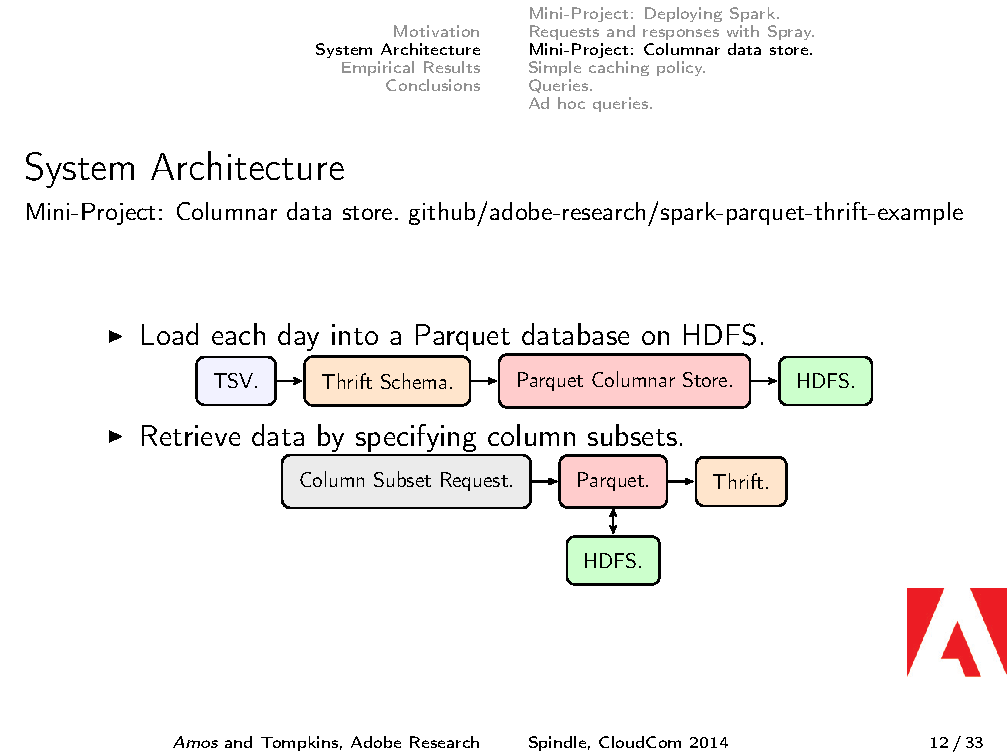 Motivation
System Architecture
Empirical Results
Conclusions
Mini-Project: Deploying Spark.
Requests and responses with Spray.
Mini-Project: Columnar data store.
Simple caching policy.
Queries.
Ad hoc queries.
System Architecture
Mini-Project: Columnar data store. github/adobe-research/spark-parquet-thrift-example
Load each day into a Parquet database on HDFS.
TSV. Thrift Schema. Parquet Columnar Store. HDFS.
Retrieve data by specifying column subsets.
Column Subset Request. Parquet. Thrift.
HDFS.
Amos and Tompkins, Adobe Research Spindle, CloudCom 2014 12 / 33